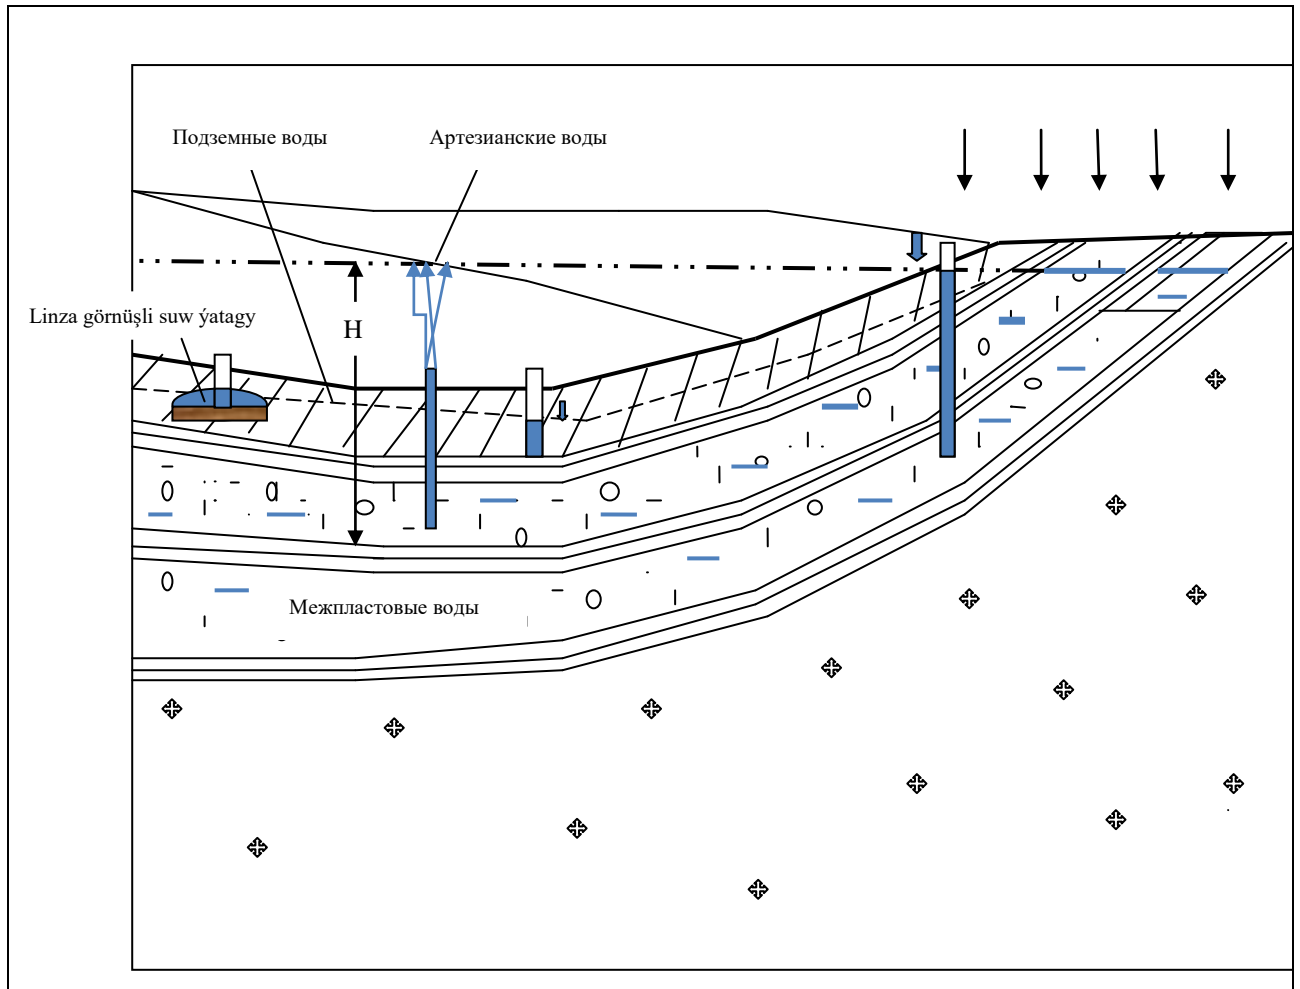 Подземные воды
Артезианские воды
Linza görnüşli suw ýatagy
H
Межпластовые воды